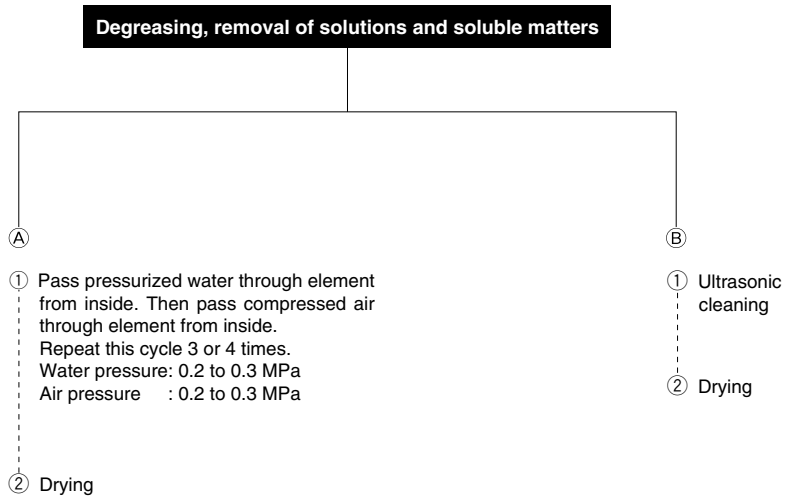 Degreasing, removal of solutions and soluble matters
Ⓐ
① Pass pressurized water through element
from inside. Then pass compressed air
through element from inside.
Repeat this cycle 3 or 4 times.
Water pressure: 0.2 to 0.3 MPa
Air pressure : 0.2 to 0.3 MPa
② Drying
Ⓑ
① Ultrasonic
cleaning
② Drying